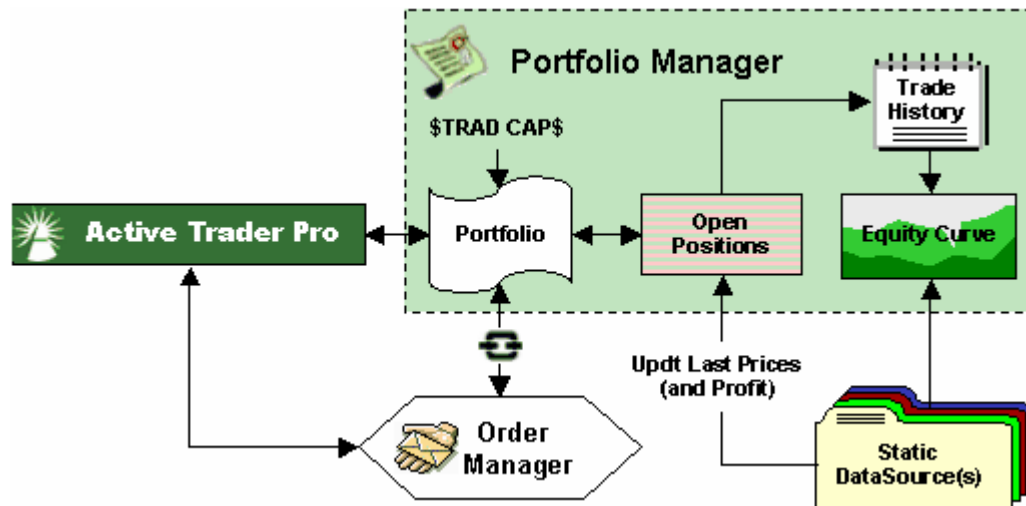 Portfolio Manager
$TRAD CAP$
Trade
History
Active Trader Pro
Portfolio
Open
Positions
Equity Curve
Updt Last Prices
(and Profit)
Order
Manager
Static
DataSource(s)